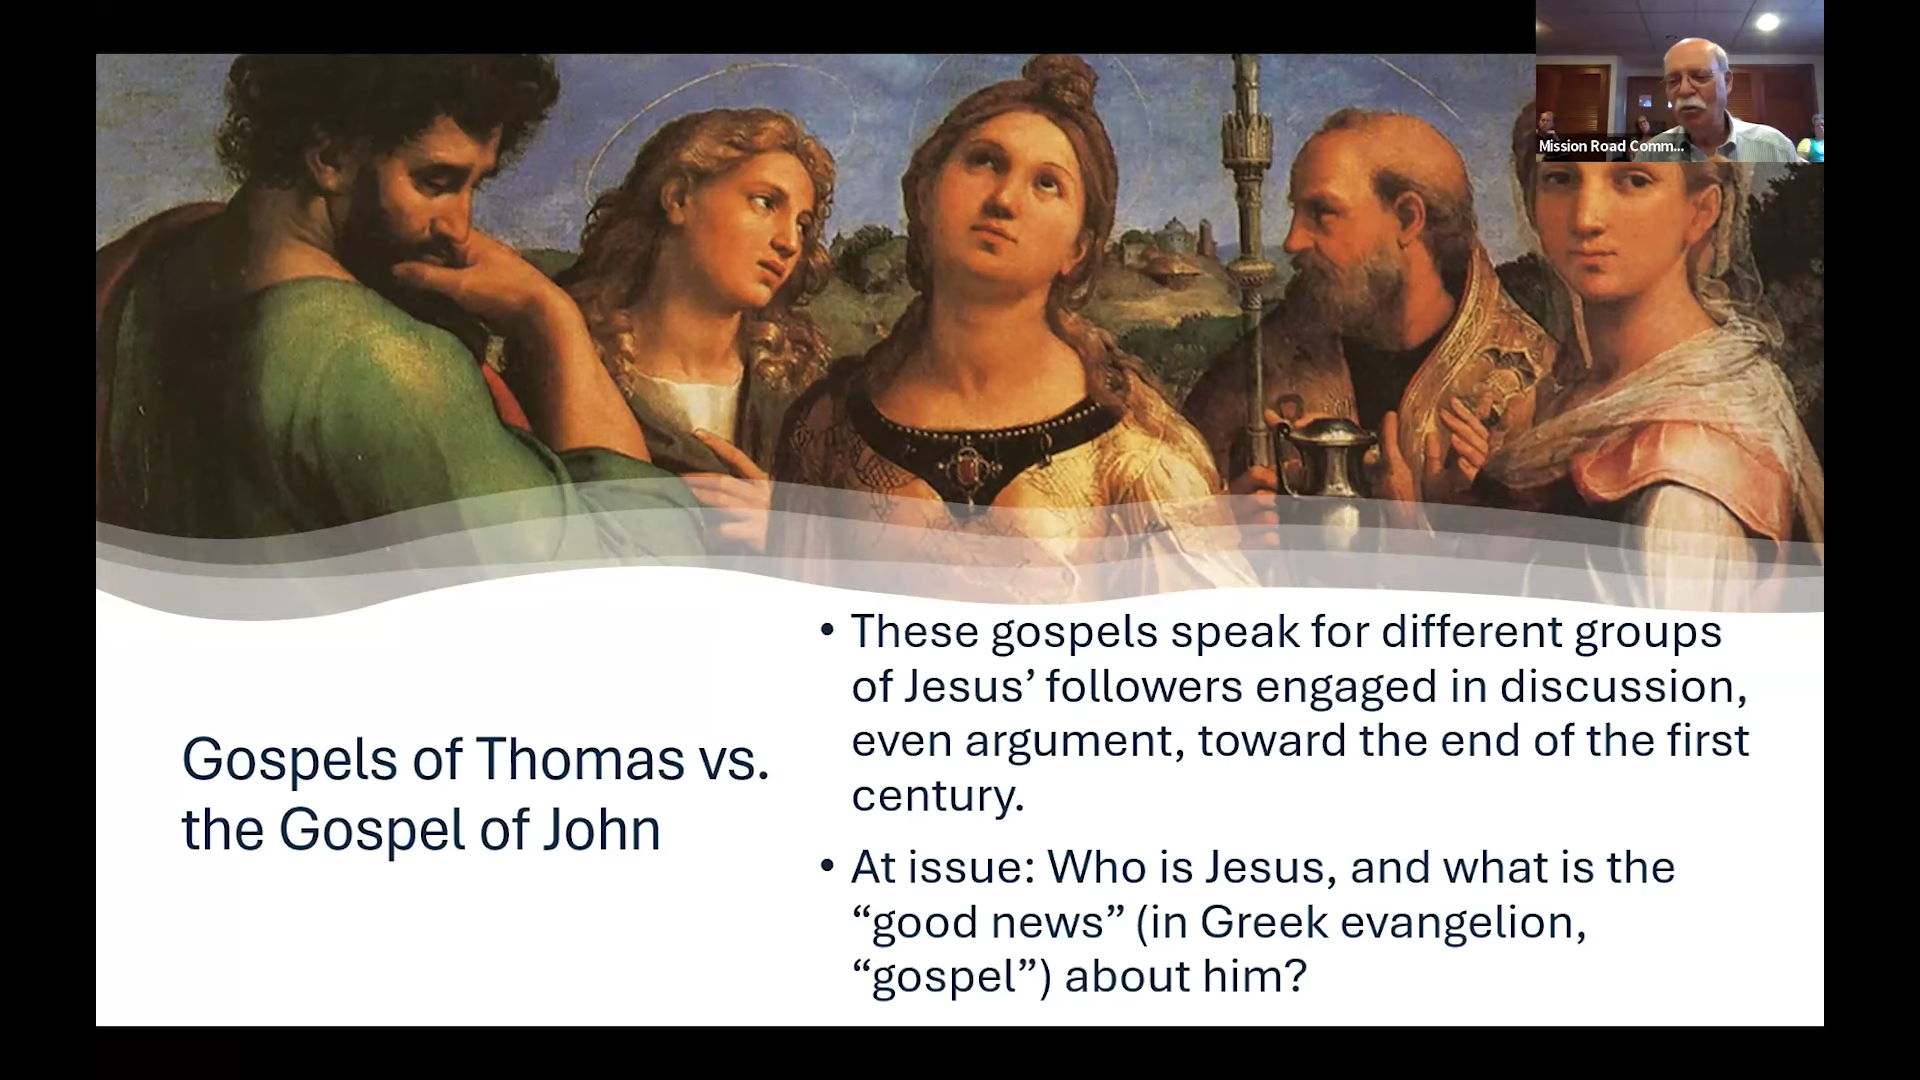 Mission Road Comm...
Gospels of Thomas vs.
the Gospel of John
• These gospels speak for different groups
of Jesus’ followers engaged in discussion,
even argument, toward the end of the first
century.
• At issue: Who is Jesus, and what is the
“good news” (in Greek evangelion,
“gospel”) about him?